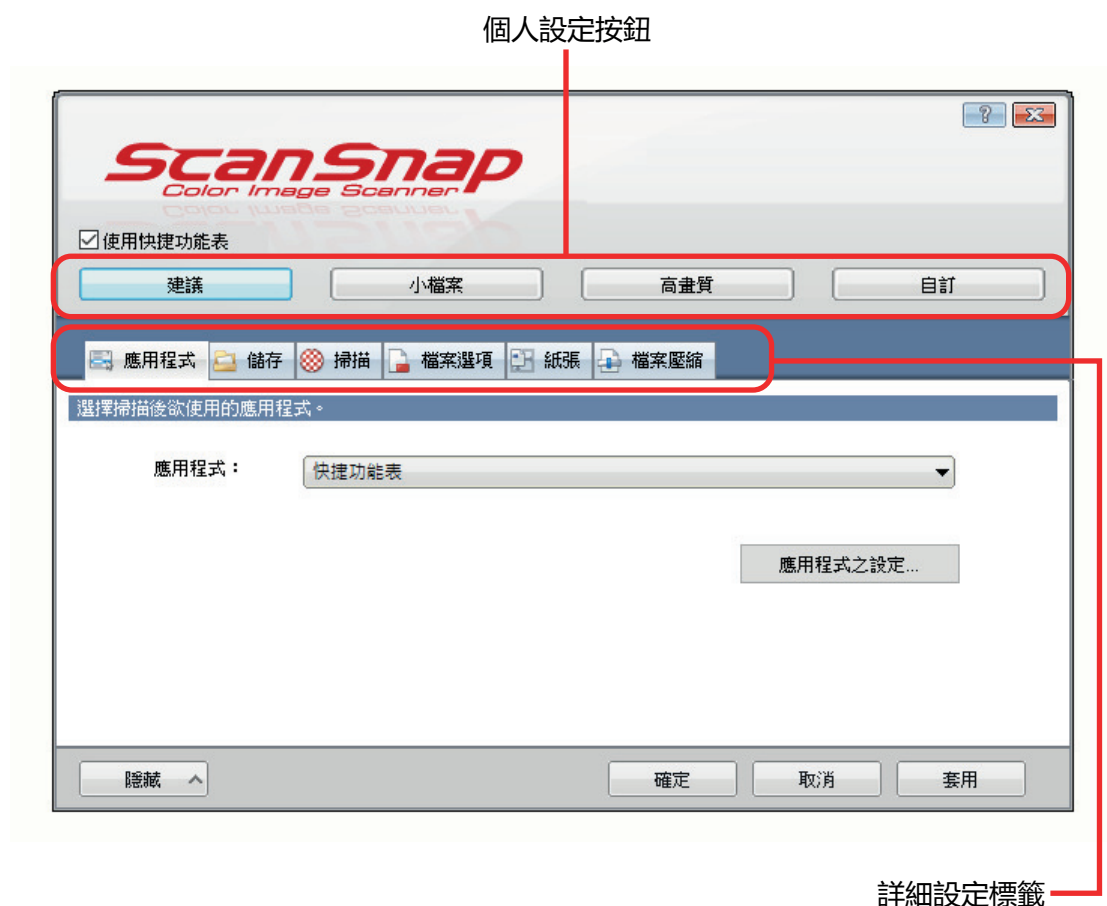 個人設定按鈕
ScanSnap
Color Image Scanner
使用快捷功能表
建議 小檔案 高畫質 自訂
應用程式 儲存 掃描 檔案選項 紙張 檔案壓縮
選擇掃描後欲使用的應用程式。
應用程式： 快捷功能表
應用程式之設定...
隱藏 確定 取消 套用
詳細設定標籤